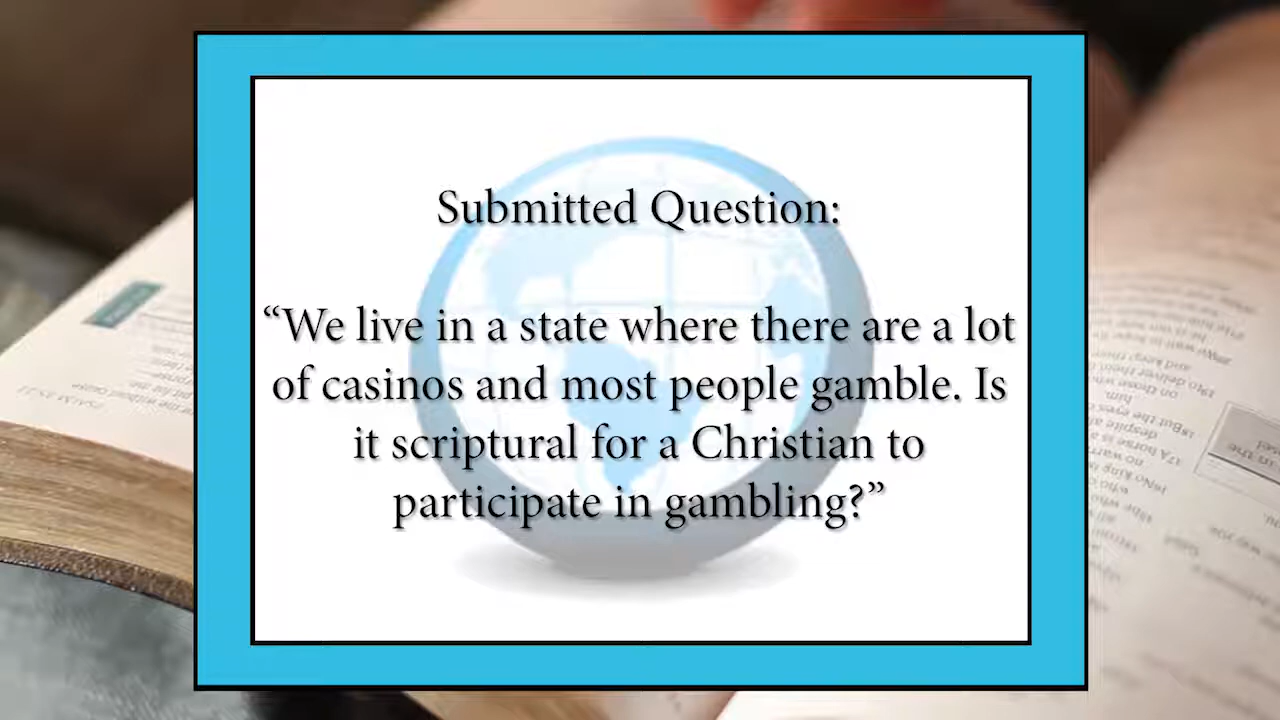 Submitted Question:
“We live in a state where there are a lot
of casinos and most people gamble. Is
it scriptural for a Christian to
participate in gambling?”